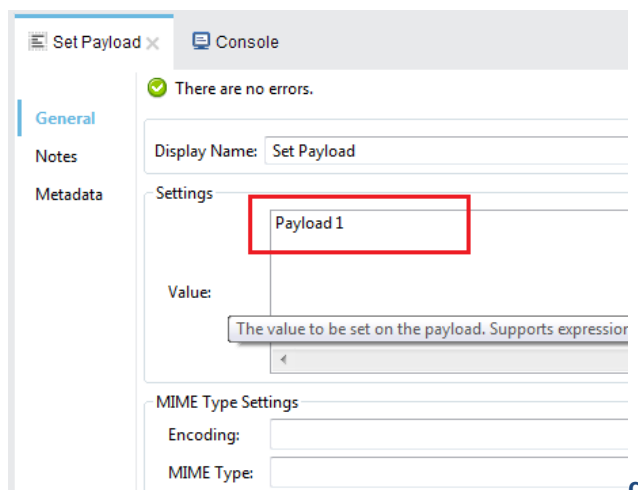 Set Payload
Console
There are no errors.
General
Notes
Metadata
Display Name: Set Payload
Settings
Payload 1
Value:
The value to be set on the payload. Supports expression
MIME Type Settings
Encoding:
MIME Type: